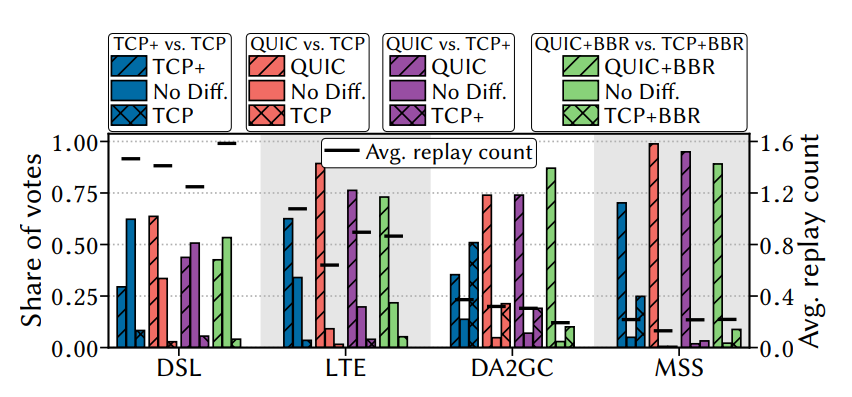 TCP+ vs. TCP
TCP+
No Diff.
TCP
QUIC vs. TCP
QUIC
No Diff.
TCP
QUIC vs. TCP+
QUIC
No Diff.
TCP+
QUIC+BBR vs. TCP+BBR
QUIC+BBR
No Diff.
TCP+BBR
Avg. replay count
Share of votes
1.00
0.75
0.50
0.25
0.00
1.6
1.2
0.8
0.4
0.0
Avg. replay count
DSL
LTE
DA2GC
MSS